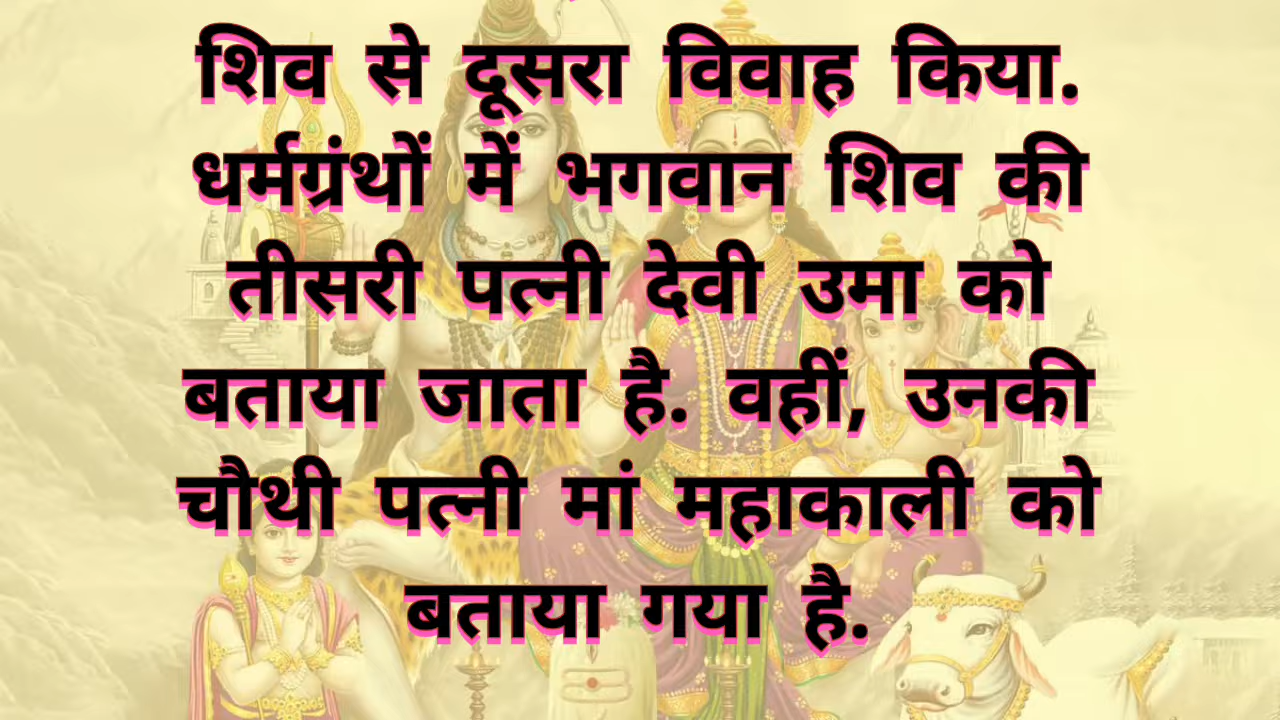 शिव से दूसरा विवाह किया.
धर्मग्रंथों में भगवान शिव की
तीसरी पत्नी देवी उमा को
बताया जाता है. वहीं, उनकी
चौथी पत्नी मां महाकाली को
बताया गया है.